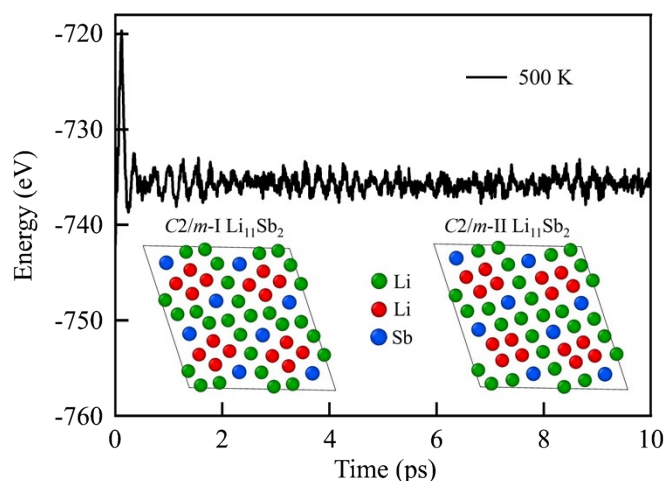 -720
-730
-740
-750
-760
Energy (eV)
500 K
C2/m-I Li₁₁Sb₂
C2/m-II Li₁₁Sb₂
Li
Li
Sb
0
2
4
6
8
10
Time (ps)